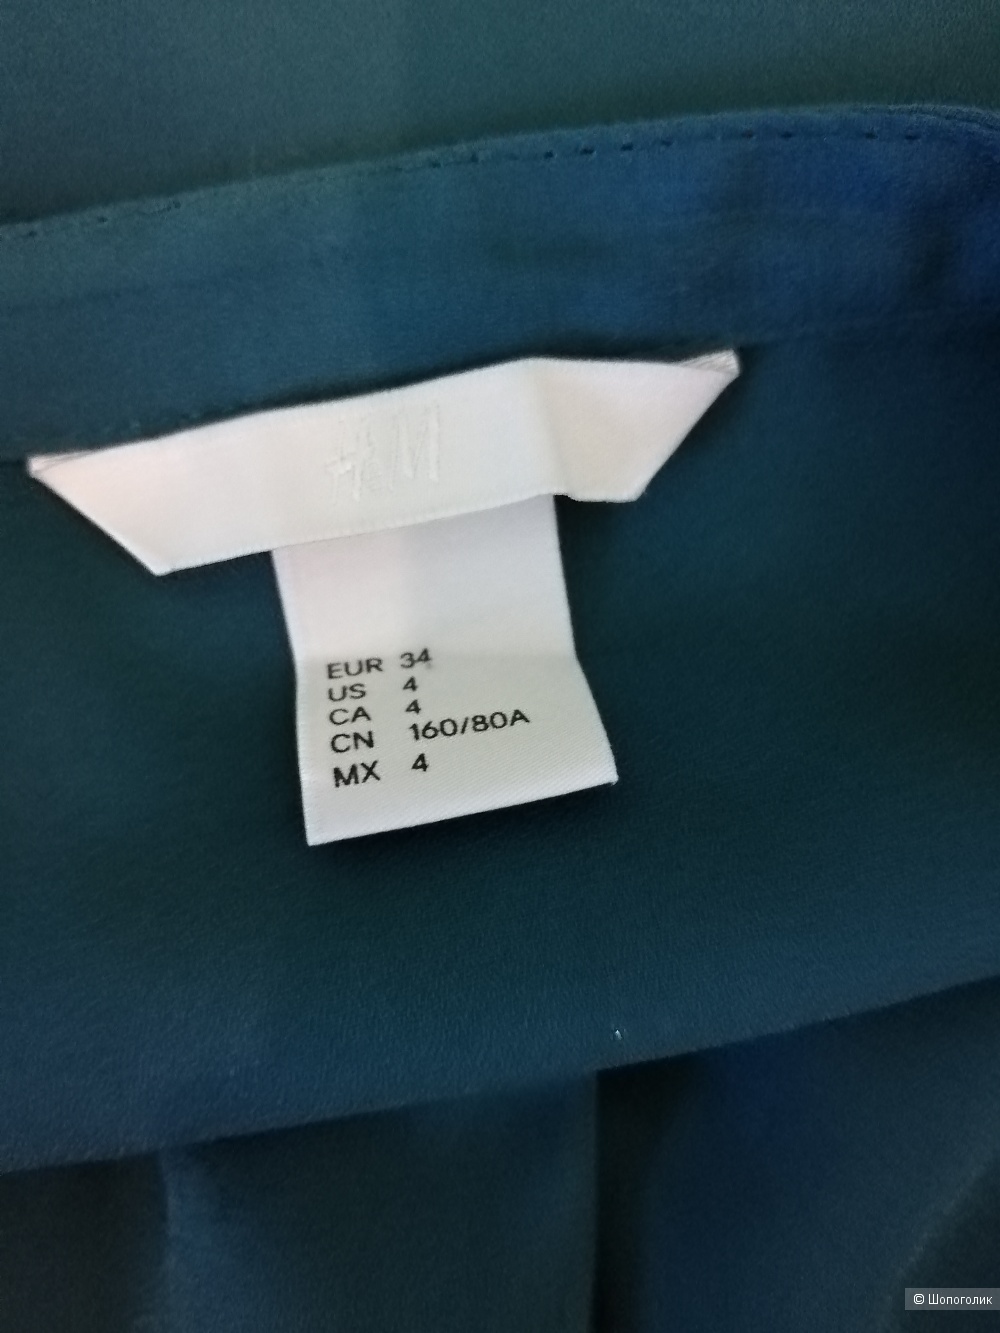 H&M
EUR 34
US 4
CA 4
CN 160/80A
MX 4
© Шопоголик